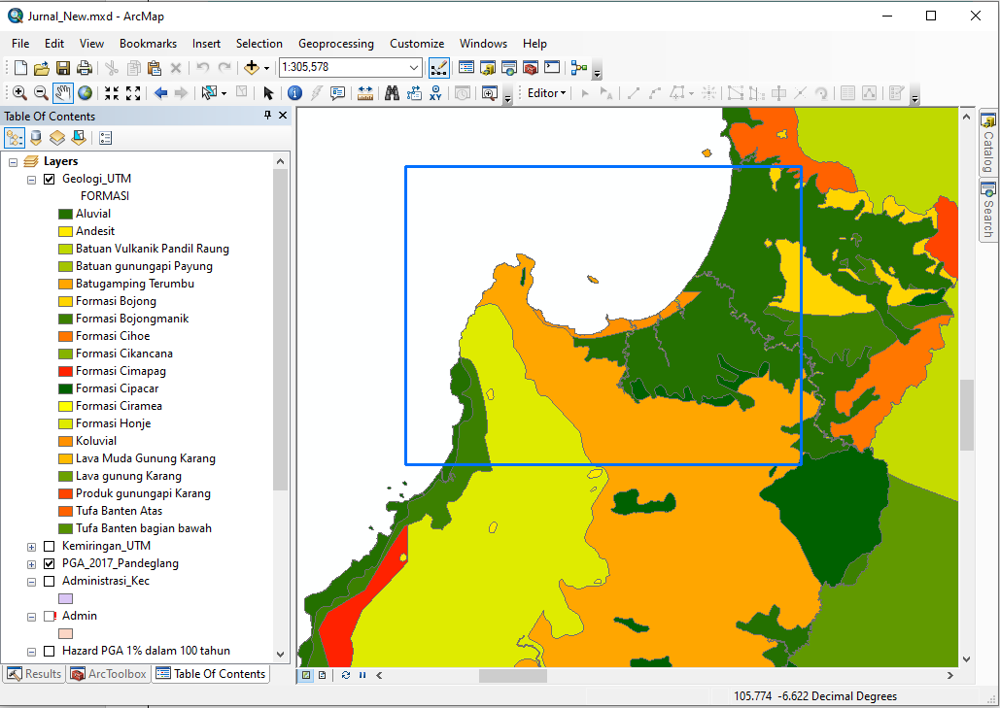 Jurnal_New.mxd - ArcMap
File Edit View Bookmarks Insert Selection Geoprocessing Customize Windows Help
1:305,578
Editor
Table Of Contents
Layers
Geologi_UTM
FORMASI
Aluvial
Andesit
Batuan Vulkanik Pandil Raung
Batuan gunungapi Payung
Batugamping Terumbu
Formasi Bojong
Formasi Bojongmanik
Formasi Cihoe
Formasi Cikancana
Formasi Cimapag
Formasi Cipacar
Formasi Ciramea
Formasi Honje
Koluvial
Lava Muda Gunung Karang
Lava gunung Karang
Produk gunungapi Karang
Tufa Banten Atas
Tufa Banten bagian bawah
Kemiringan_UTM
PGA_2017_Pandeglang
Administrasi_Kec
Admin
Hazard PGA 1% dalam 100 tahun
Results ArcToolbox Table Of Contents
Catalog
Search
105.774 -6.622 Decimal Degrees